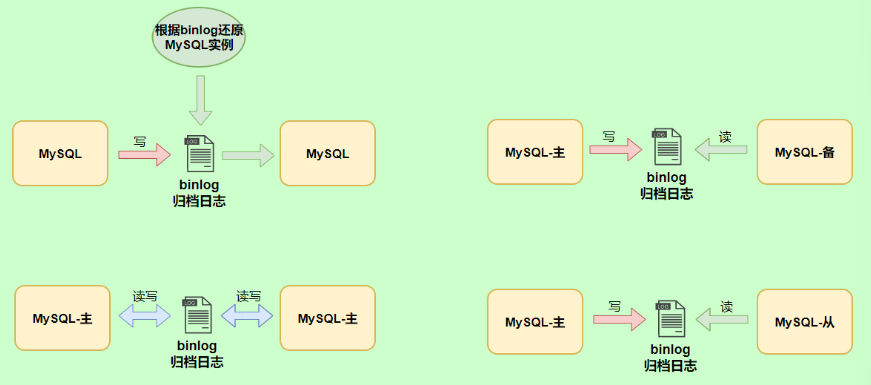 根据binlog还原
MySQL实例
MySQL
写
LOG
binlog
归档日志
MySQL
MySQL-主
写
LOG
binlog
归档日志
读
MySQL-备
MySQL-主
读写
LOG
binlog
归档日志
读写
MySQL-主
MySQL-主
写
LOG
binlog
归档日志
读
MySQL-从